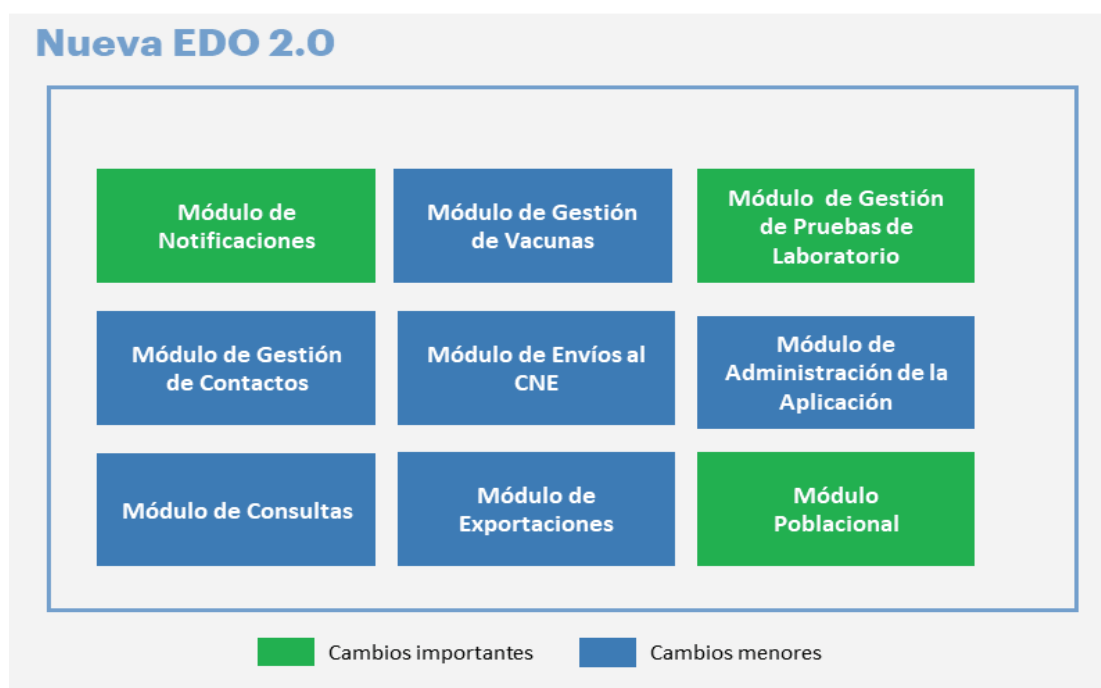 Nueva EDO 2.0
Módulo de
Notificaciones
Módulo de Gestión
de Vacunas
Módulo de Gestión
de Pruebas de
Laboratorio
Módulo de Gestión
de Contactos
Módulo de Envíos al
CNE
Módulo de
Administración de la
Aplicación
Módulo de Consultas
Módulo de
Exportaciones
Módulo
Poblacional
Cambios importantes
Cambios menores